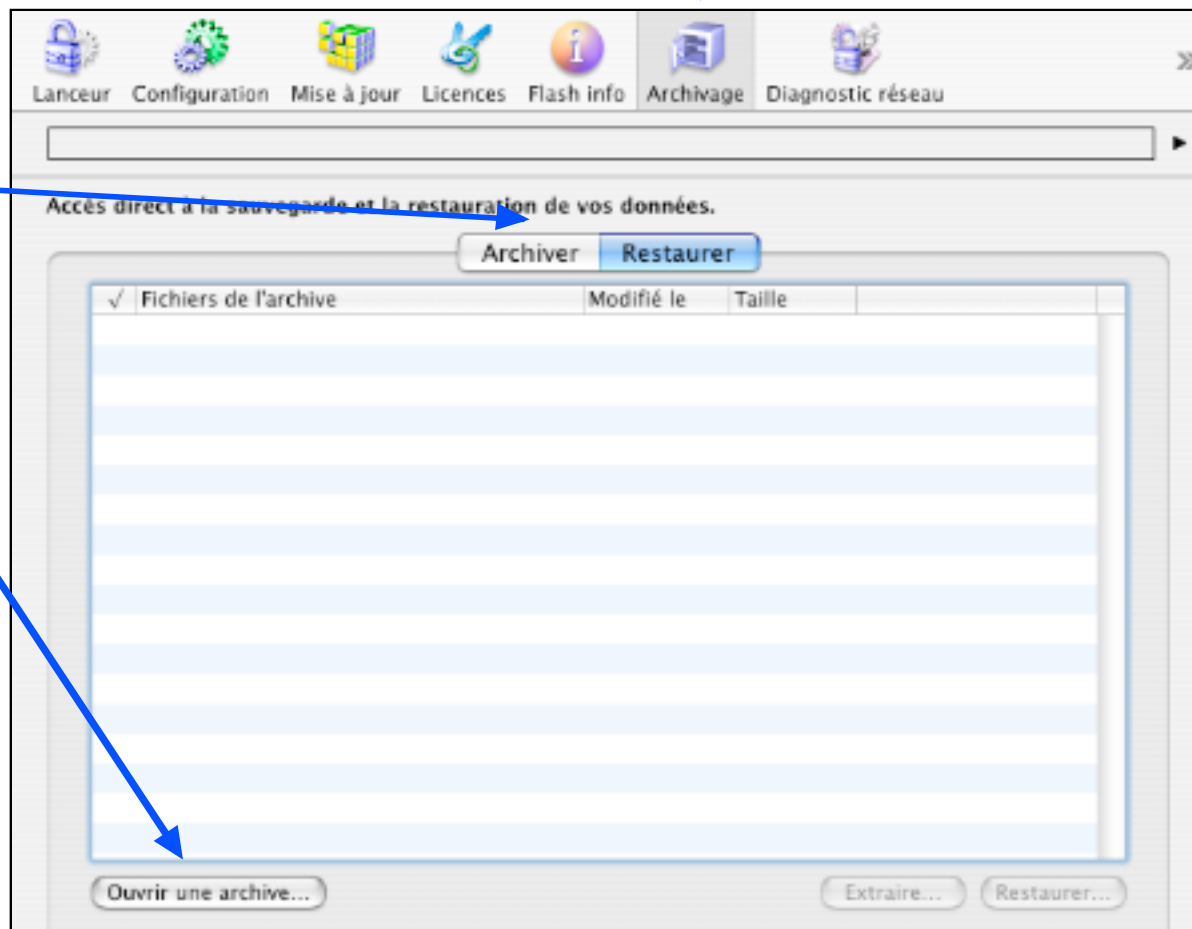 Lanceur Configuration Mise à jour Licences Flash info Archivage Diagnostic réseau
Accès direct à la sauvegarde et la restauration de vos données.
Archiver Restaurer
√ Fichiers de l'archive Modifié le Taille
Ouvrir une archive... Extraire... Restaurer...